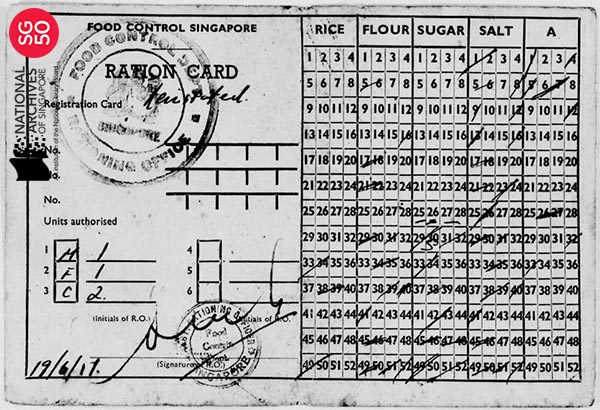 SG
50
NATIONAL
ARCHIVES
OF SINGAPORE
FOOD CONTROL SINGAPORE
RATION CARD
Registration Card
FOOD CONTROL DEPT.
SINGAPORE
RATIONING OFFICE
No.
No.
No.
Units authorised
1 M 1
2 F 1
3 C 2.
4
5
6
(Initials of R.O.)
(Initials of R.O.)
(Signature R.O.)
RATIONING OFFICER
Food
Control
Dept.
SINGAPORE
RICE FLOUR SUGAR SALT A
1 2 3 4 1 2 3 4 1 2 3 4 1 2 3 4 1 2 3 4
5 6 7 8 5 6 7 8 5 6 7 8 5 6 7 8 5 6 7 8
9 10 11 12 9 10 11 12 9 10 11 12 9 10 11 12 9 10 11 12
13 14 15 16 13 14 15 16 13 14 15 16 13 14 15 16 13 14 15 16
17 18 19 20 17 18 19 20 17 18 19 20 17 18 19 20 17 18 19 20
21 22 23 24 21 22 23 24 21 22 23 24 21 22 23 24 21 22 23 24
25 26 27 28 25 26 27 28 25 26 27 28 25 26 27 28 25 26 27 28
29 30 31 32 29 30 31 32 29 30 31 32 29 30 31 32 29 30 31 32
33 34 35 36 33 34 35 36 33 34 35 36 33 34 35 36 33 34 35 36
37 38 39 40 37 38 39 40 37 38 39 40 37 38 39 40 37 38 39 40
41 42 43 44 41 42 43 44 41 42 43 44 41 42 43 44 41 42 43 44
45 46 47 48 45 46 47 48 45 46 47 48 45 46 47 48 45 46 47 48
49 50 51 52 49 50 51 52 49 50 51 52 49 50 51 52 49 50 51 52